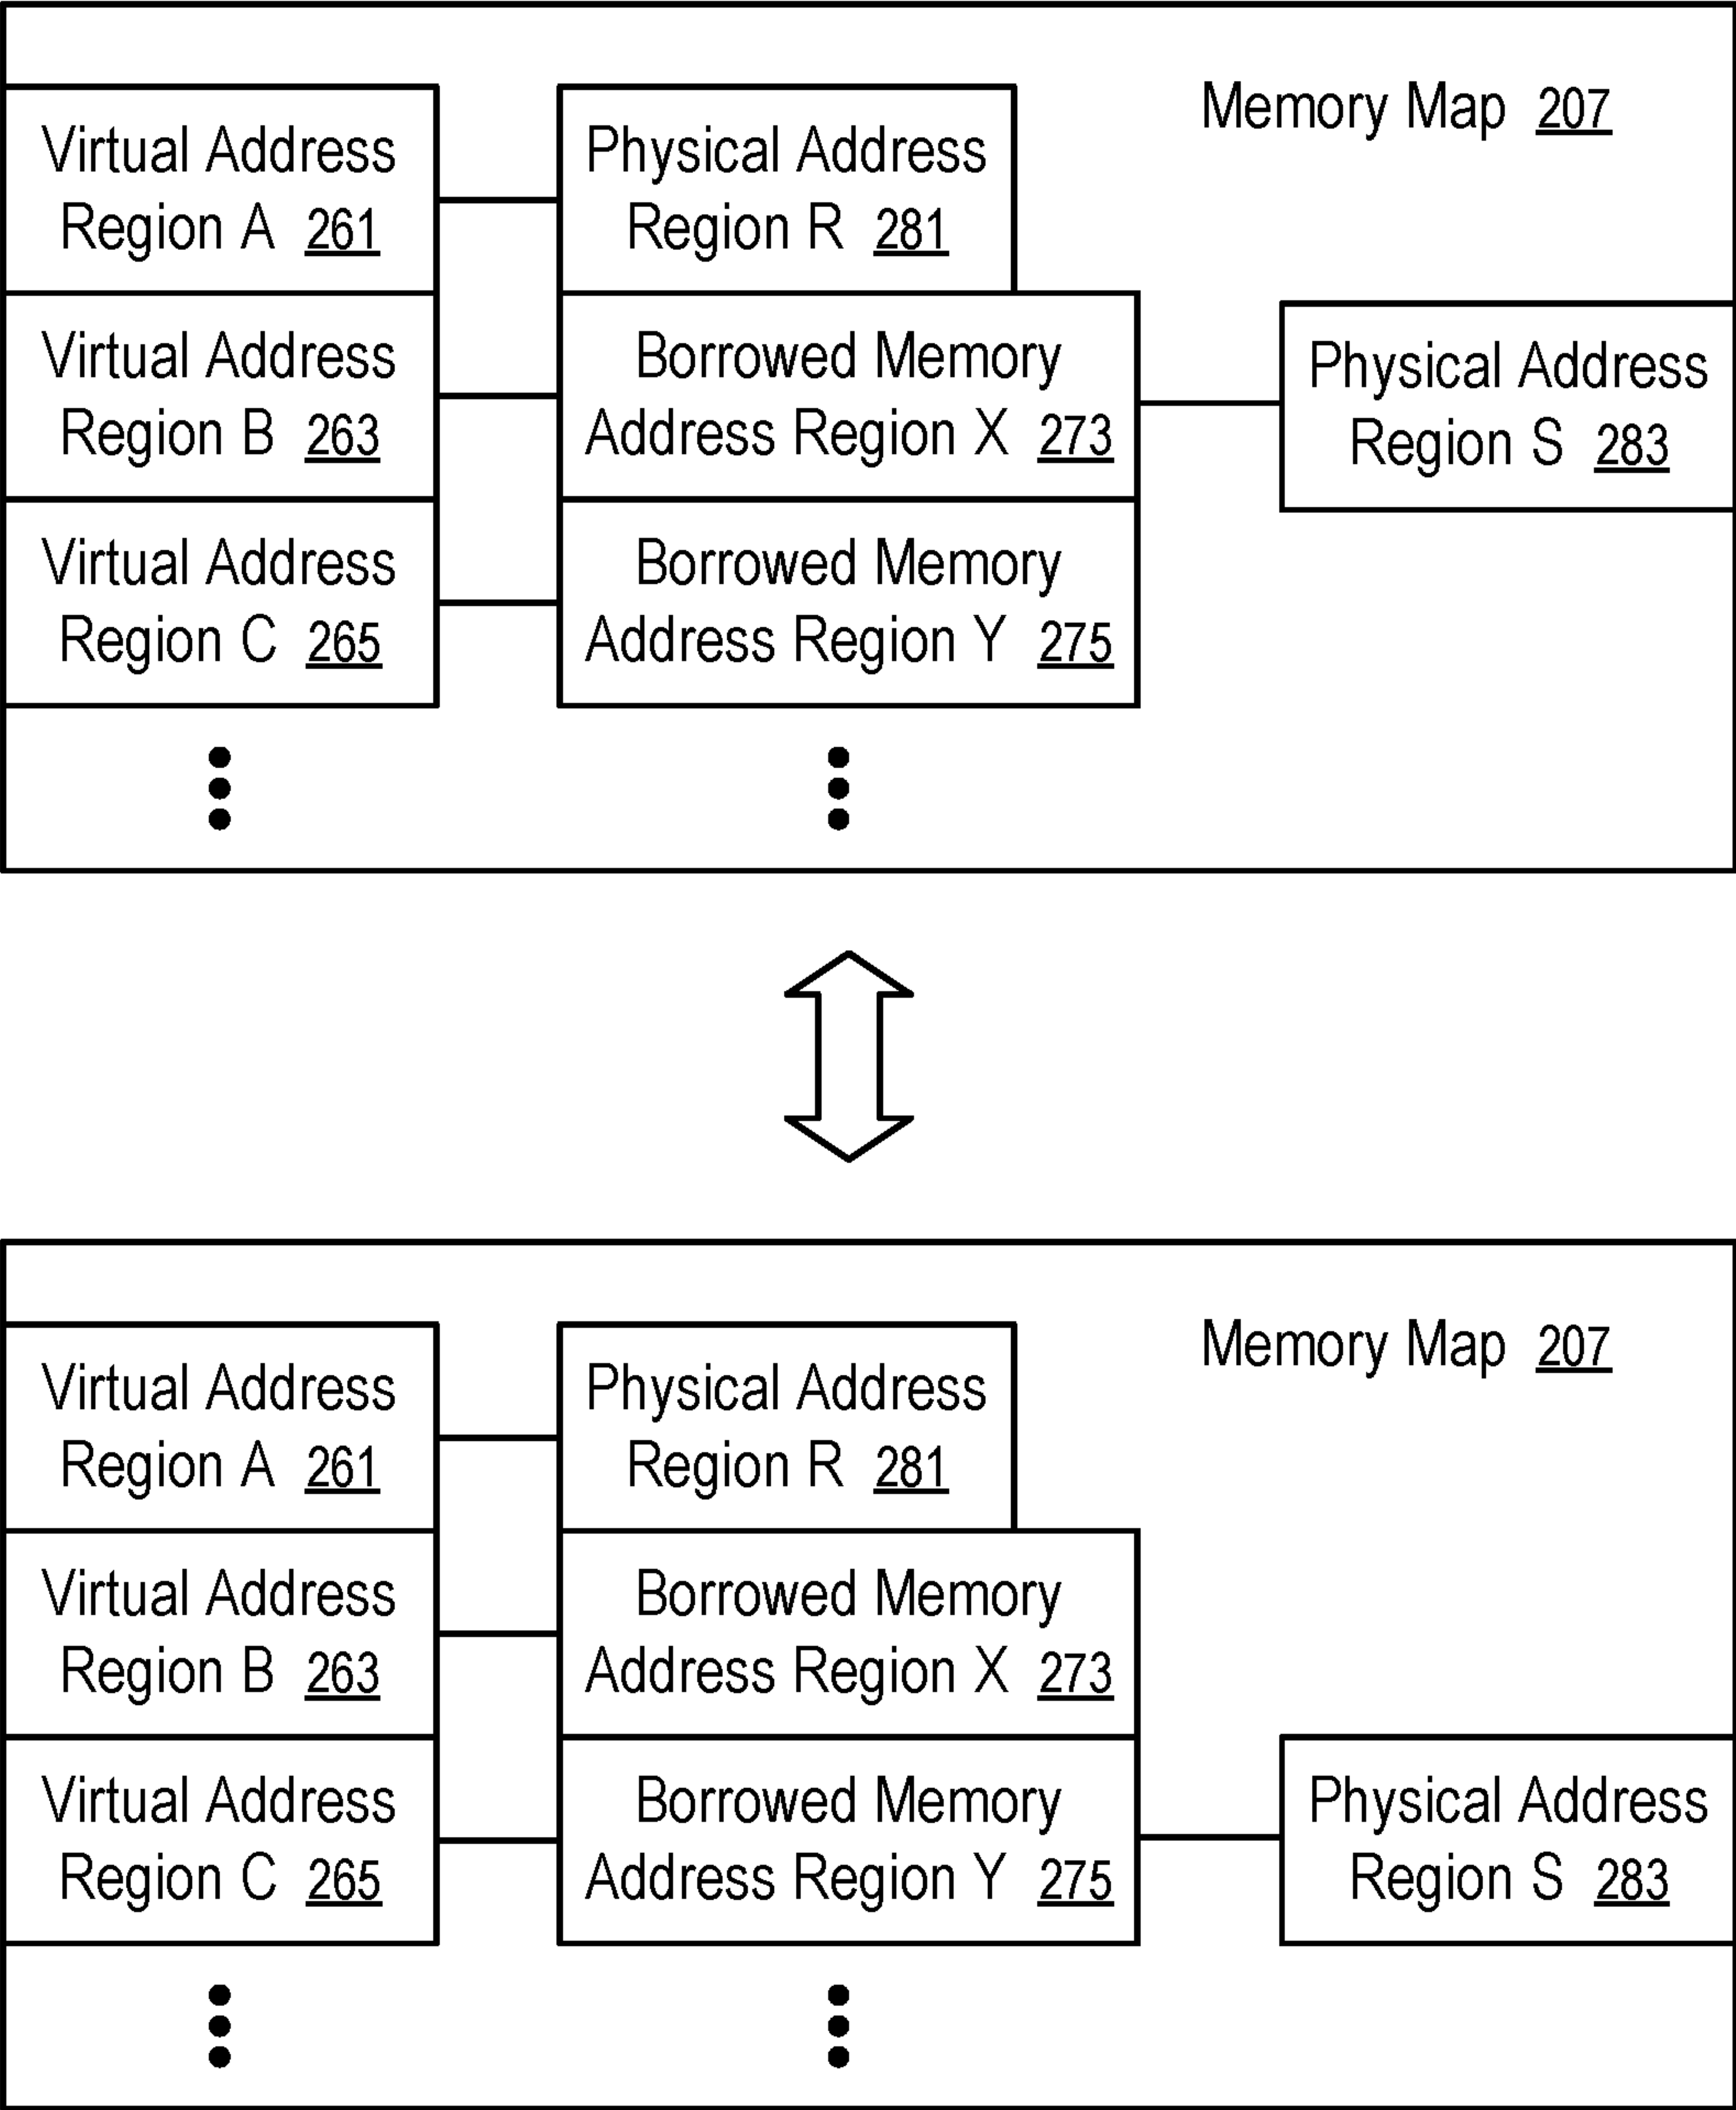 Memory Map 207
Virtual Address
Region A 261
Physical Address
Region R 281
Virtual Address
Region B 263
Borrowed Memory
Address Region X 273
Physical Address
Region S 283
Virtual Address
Region C 265
Borrowed Memory
Address Region Y 275
Memory Map 207
Virtual Address
Region A 261
Physical Address
Region R 281
Virtual Address
Region B 263
Borrowed Memory
Address Region X 273
Virtual Address
Region C 265
Borrowed Memory
Address Region Y 275
Physical Address
Region S 283